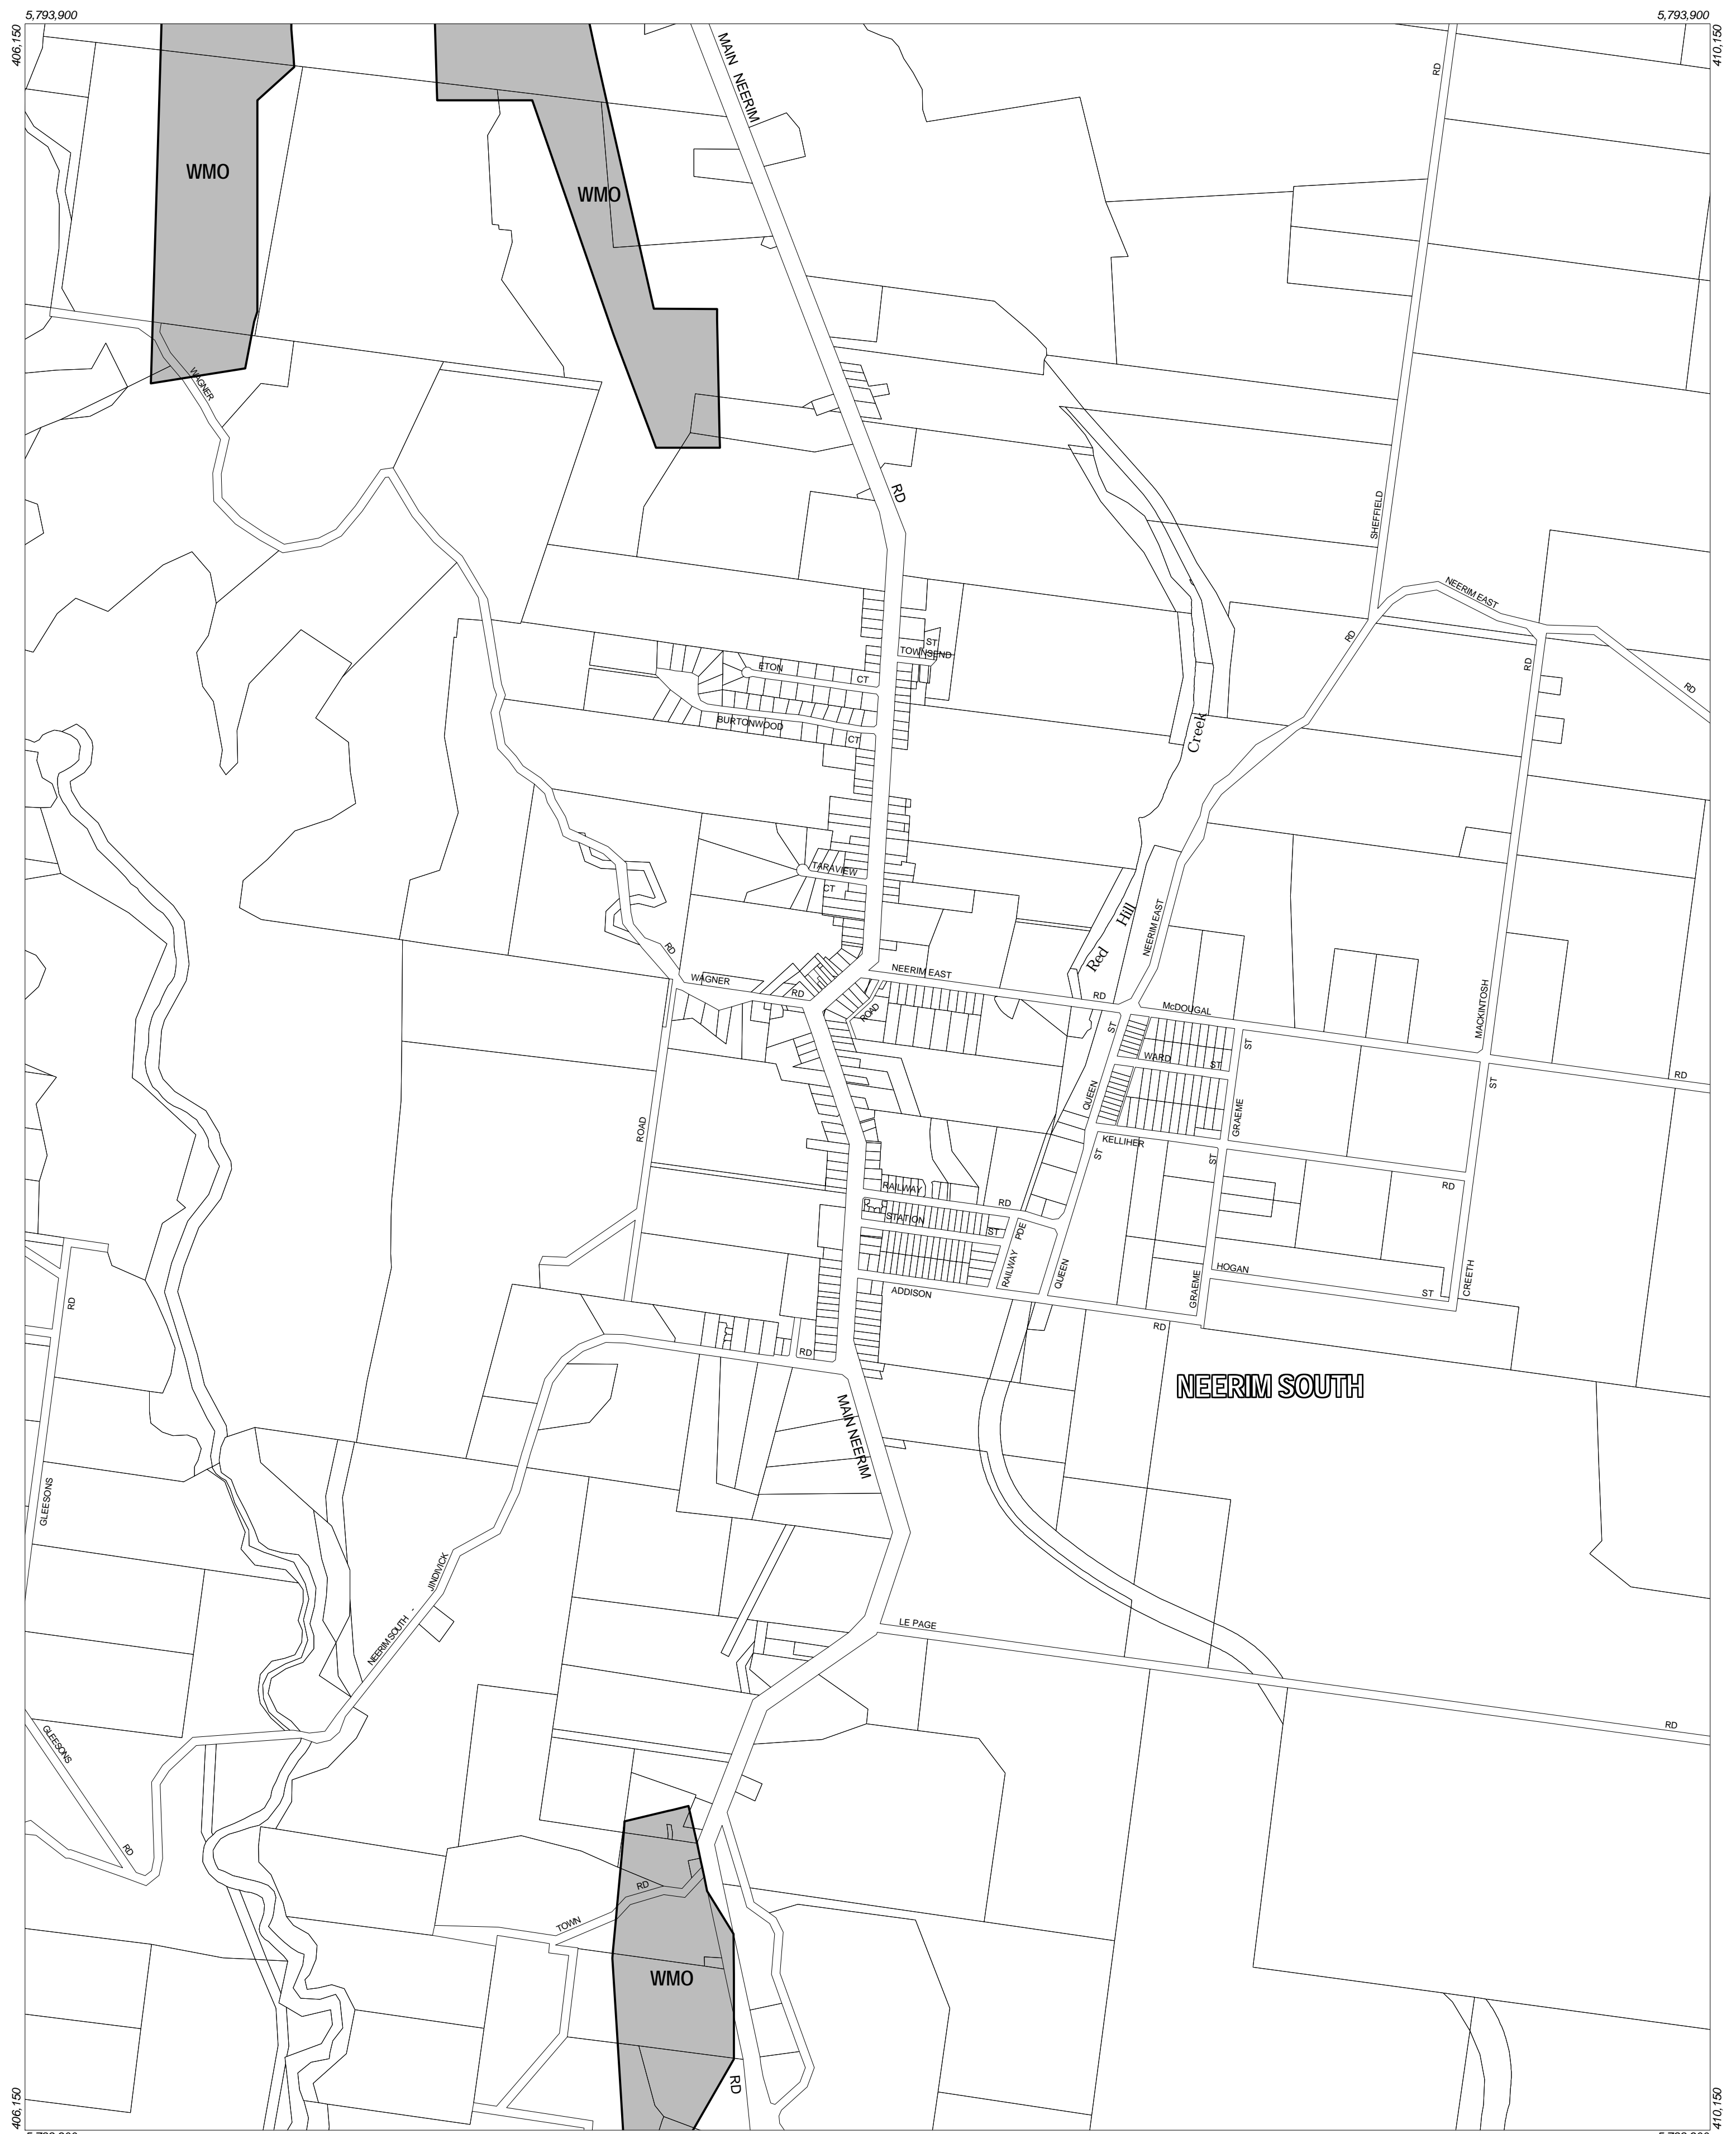 5,793,900
5,793,900
406,150
410,150
MAIN NEERIM
RD
WMO
WMO
WAGNER
RD
SHEFFIELD
NEERIM EAST
RD
ST
TOWNSEND
RD
ETON
CT
RD
BURTONWOOD
CT
Creek
TARAVIEW
CT
Red Hill
NEERIM EAST
RD
WAGNER
RD
NEERIM EAST
RD
McDOUGAL
MACKINTOSH
ROAD
ST
ST
WARD
ST
RD
ST
QUEEN
GRAEME
ROAD
KELLIHER
ST
ST
RAILWAY
RD
RD
STATION
ST
PDE
RAILWAY
QUEEN
HOGAN
ST
CREETH
GRAEME
ADDISON
RD
RD
RD
NEERIM SOUTH
MAIN NEERIM
GLEESONS
NEERIM SOUTH - JINDIVICK
LE PAGE
RD
GLEESONS
RD
RD
TOWN
WMO
RD
406,150
410,150